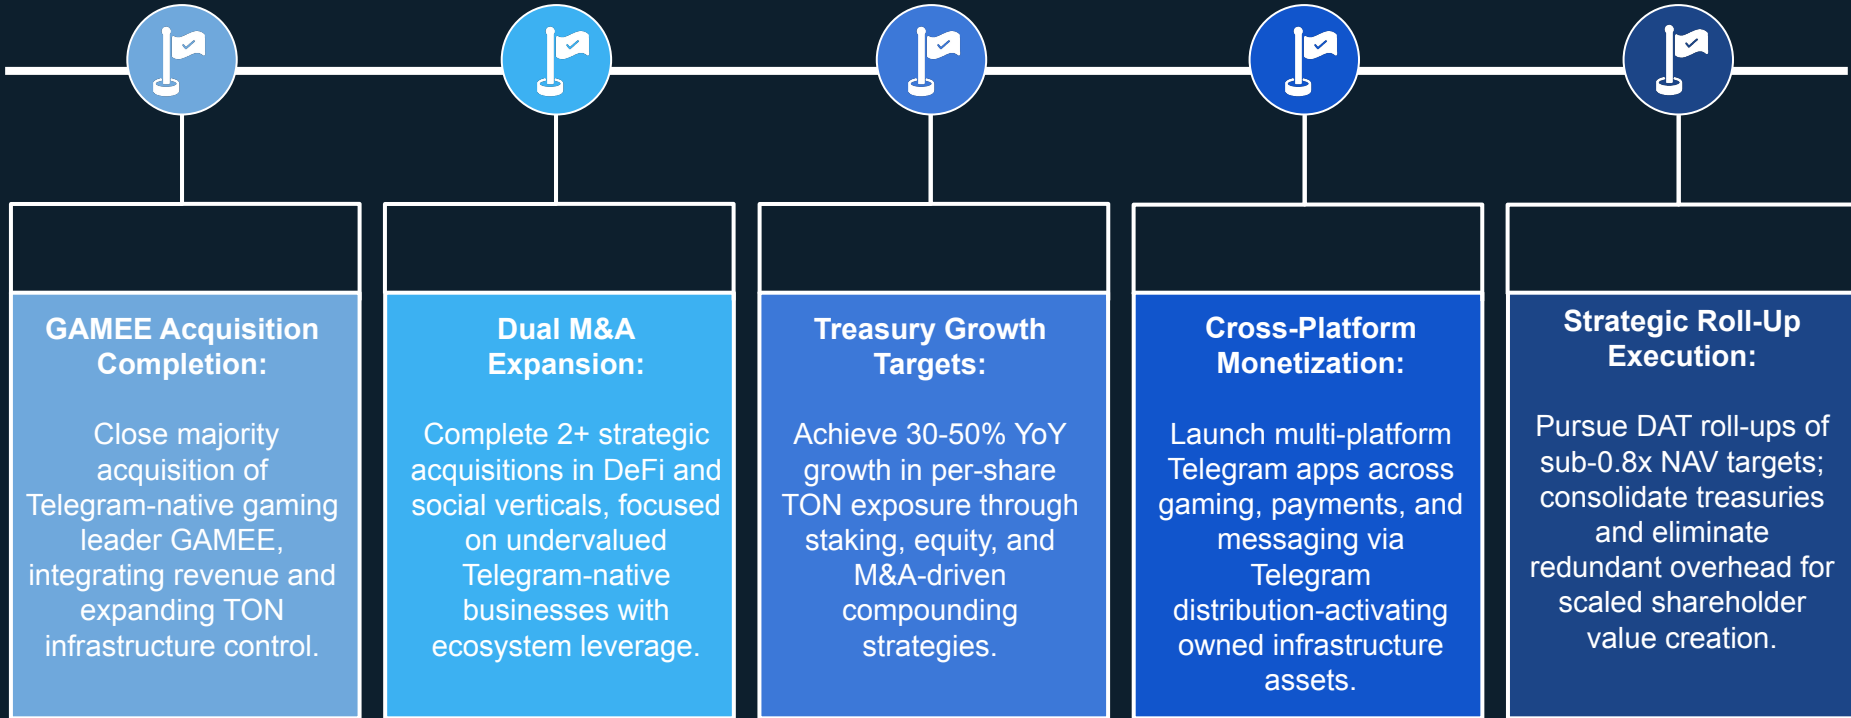 GAMEE Acquisition
Completion:
Close majority
acquisition of
Telegram-native gaming
leader GAMEE,
integrating revenue and
expanding TON
infrastructure control.
Dual M&A
Expansion:
Complete 2+ strategic
acquisitions in DeFi and
social verticals, focused
on undervalued
Telegram-native
businesses with
ecosystem leverage.
Treasury Growth
Targets:
Achieve 30-50% YoY
growth in per-share
TON exposure through
staking, equity, and
M&A-driven
compounding
strategies.
Cross-Platform
Monetization:
Launch multi-platform
Telegram apps across
gaming, payments, and
messaging via
Telegram
distribution-activating
owned infrastructure
assets.
Strategic Roll-Up
Execution:
Pursue DAT roll-ups of
sub-0.8x NAV targets;
consolidate treasuries
and eliminate
redundant overhead for
scaled shareholder
value creation.